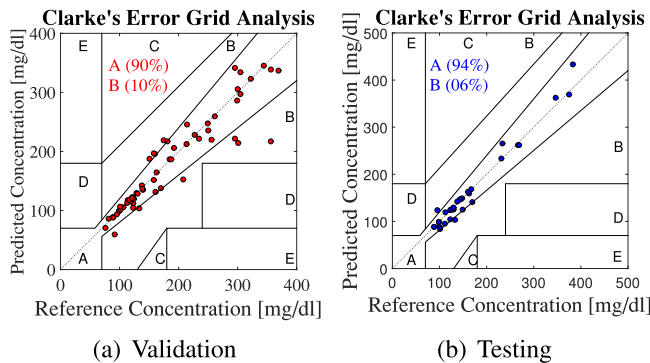 Clarke's Error Grid Analysis
Predicted Concentration [mg/dl]
400
300
200
100
0
E
C
B
A (90%)
B (10%)
B
D
D
A
C
E
0
100
200
300
400
Reference Concentration [mg/dl]
(a) Validation
Clarke's Error Grid Analysis
Predicted Concentration [mg/dl]
500
400
300
200
100
0
E
C
B
A (94%)
B (06%)
B
D
D
A
C
E
0
100
200
300
400
500
Reference Concentration [mg/dl]
(b) Testing